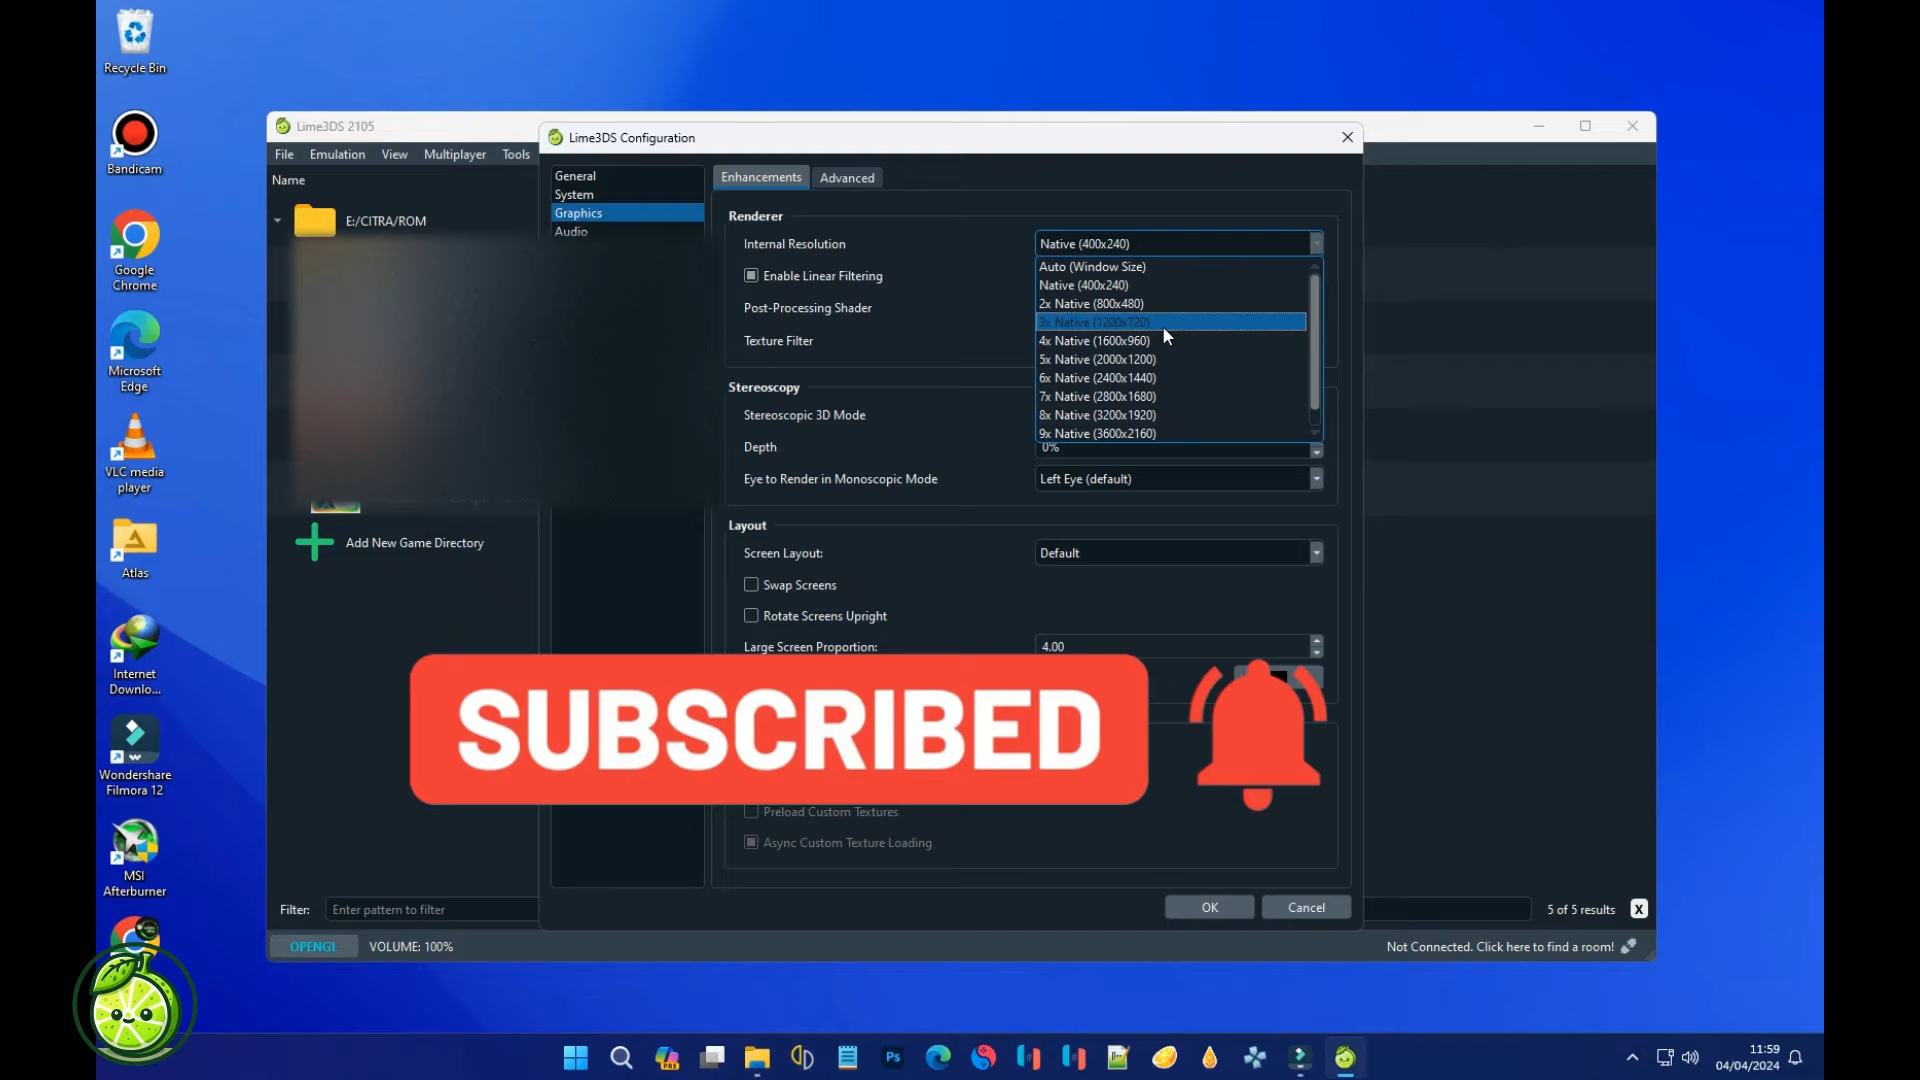 Recycle Bin
Bandicam
Google
Chrome
Microsoft
Edge
VLC media
player
Atlas
Internet
Downlo...
Wondershare
Filmora 12
MSI
Afterburner
Lime3DS 2105
File Emulation View Multiplayer Tools
Name
E:/CITRA/ROM
Add New Game Directory
Filter: Enter pattern to filter
5 of 5 results X
OPENGL VOLUME: 100%
Not Connected. Click here to find a room!
Lime3DS Configuration
General
System
Graphics
Audio
Enhancements Advanced
Renderer
Internal Resolution Native (400x240)
Auto (Window Size)
Native (400x240)
2x Native (800x480)
3x Native (1200x720)
4x Native (1600x960)
5x Native (2000x1200)
6x Native (2400x1440)
7x Native (2800x1680)
8x Native (3200x1920)
9x Native (3600x2160)
Enable Linear Filtering
Post-Processing Shader
Texture Filter
Stereoscopy
Stereoscopic 3D Mode
Depth 0%
Eye to Render in Monoscopic Mode Left Eye (default)
Layout
Screen Layout: Default
Swap Screens
Rotate Screens Upright
Large Screen Proportion: 4.00
SUBSCRIBED
Preload Custom Textures
Async Custom Texture Loading
OK Cancel
PRE
Ps
11:59
04/04/2024